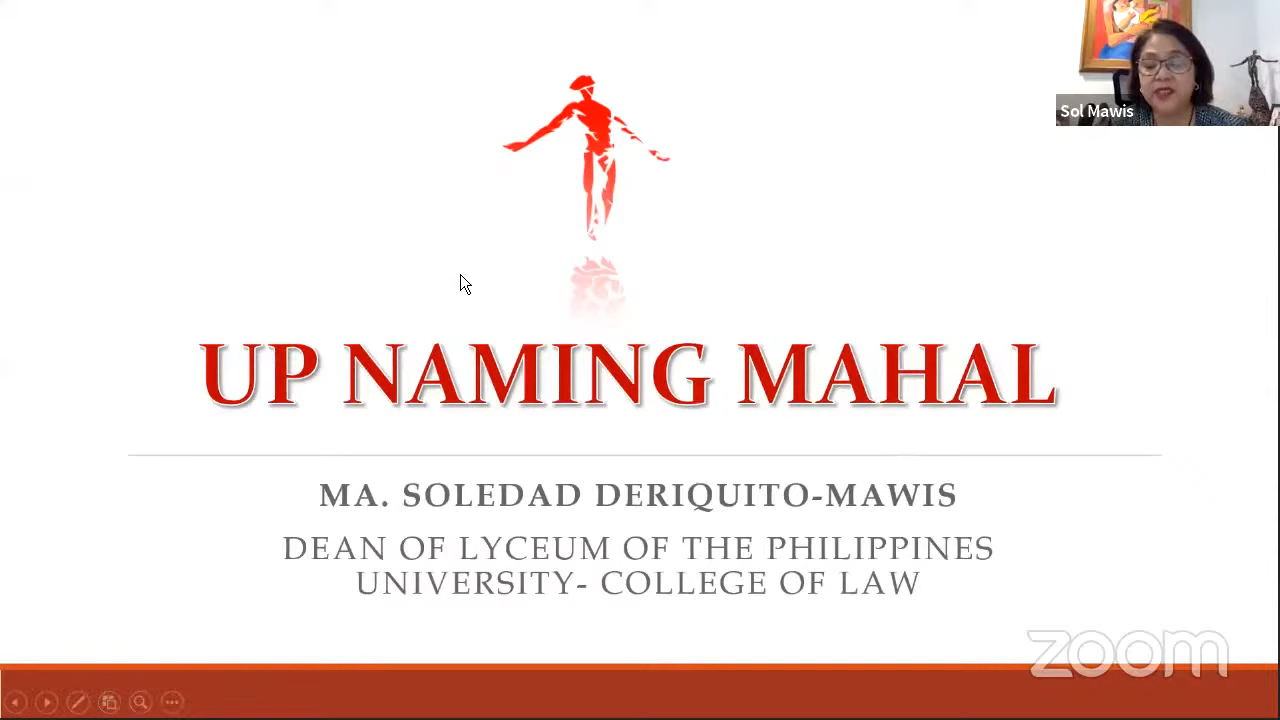 Sol Mawis
UP NAMING MAHAL
MA. SOLEDAD DERIQUITO-MAWIS
DEAN OF LYCEUM OF THE PHILIPPINES
UNIVERSITY- COLLEGE OF LAW
zoom